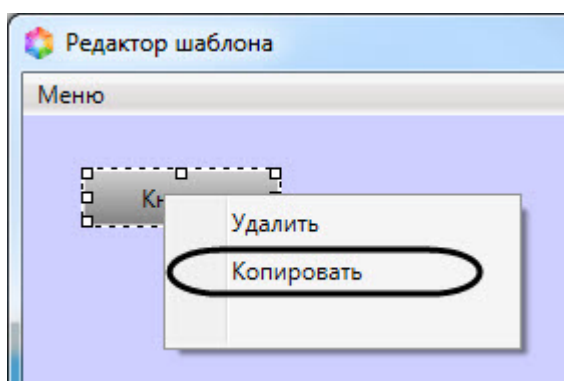 Редактор шаблона
Меню
Удалить
Копировать